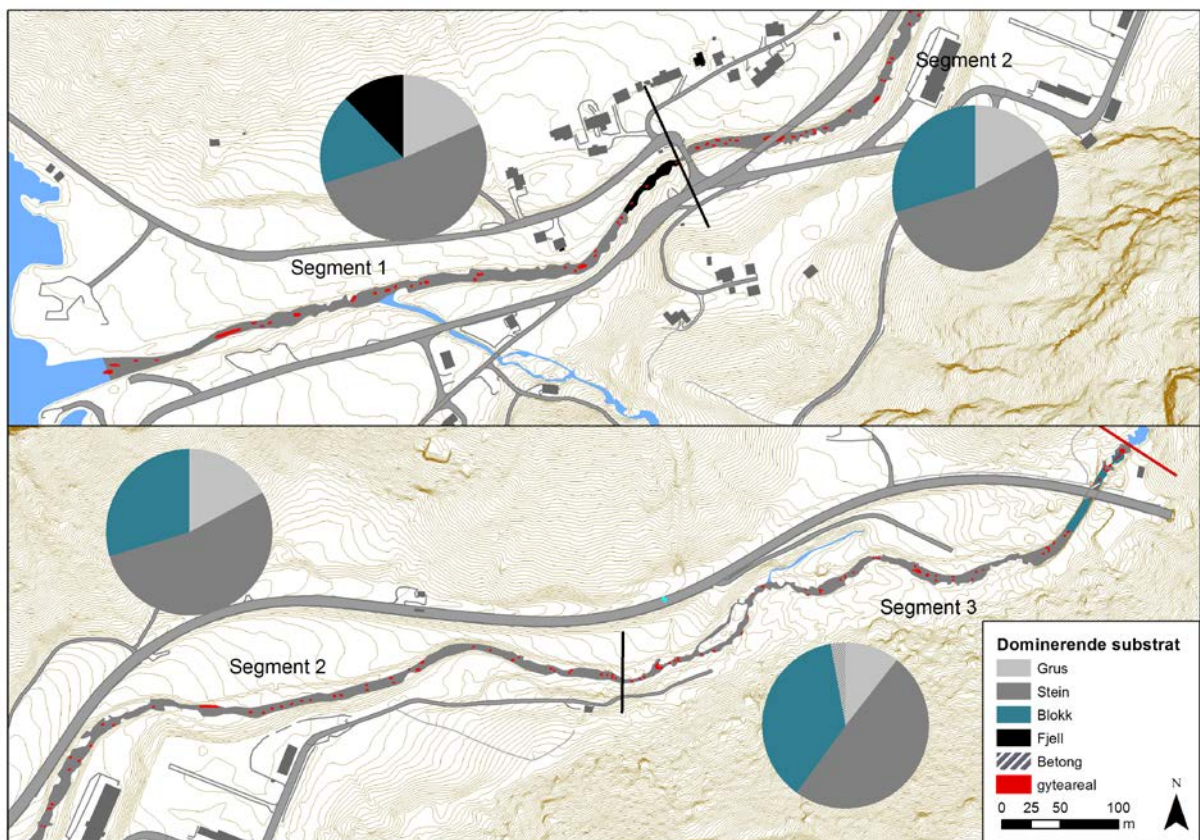 Segment 2
Segment 1
Segment 2
Segment 3
Dominerende substrat
Grus
Stein
Blokk
Fjell
Betong
gyteareal
N
0 25 50 100
m